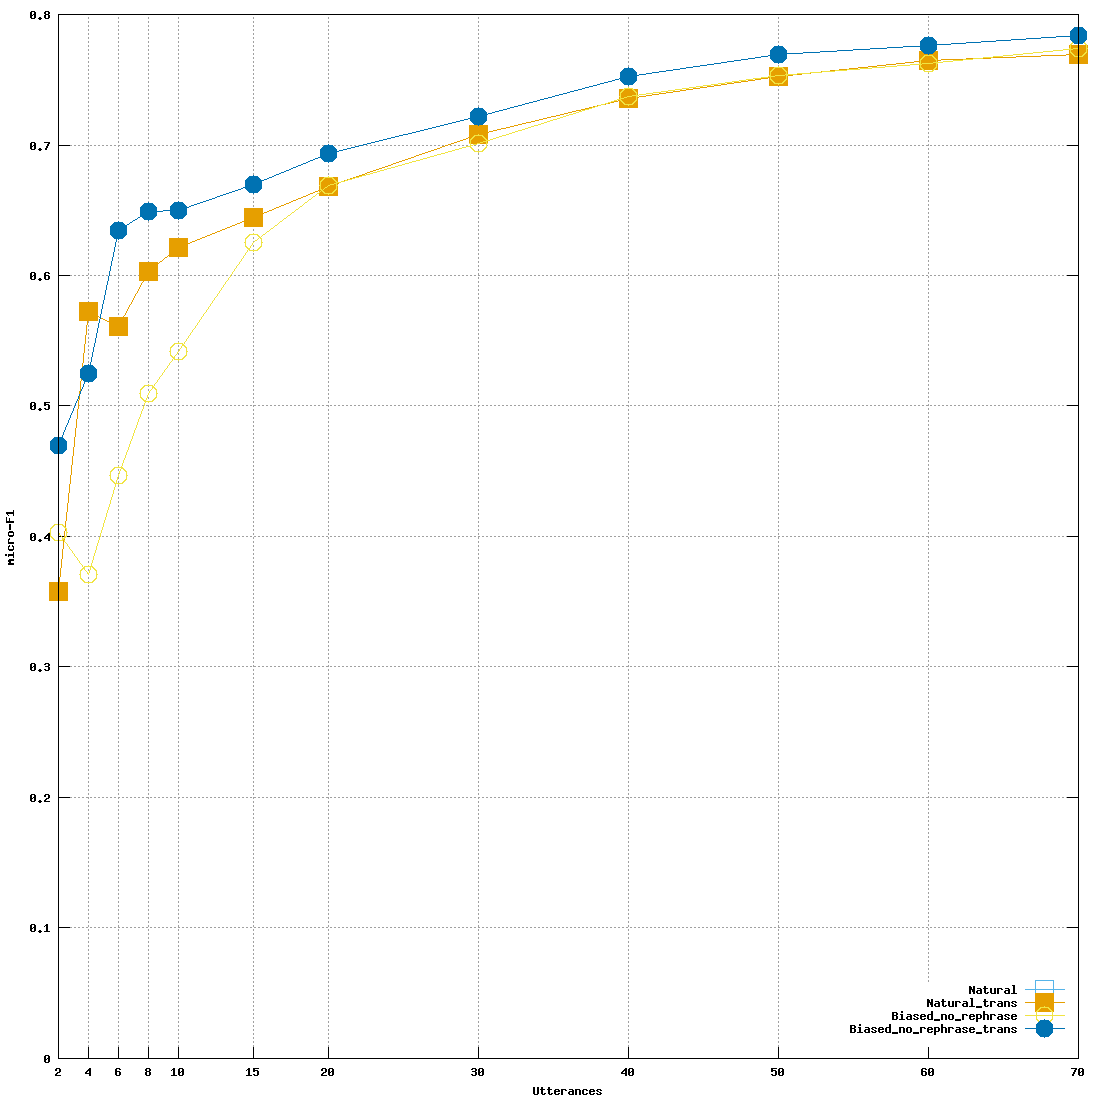 0.8
0.7
0.6
0.5
0.4
0.3
0.2
0.1
0
micro-F1
Natural
Natural_trans
Biased_no_rephrase
Biased_no_rephrase_trans
2 4 6 8 10 15 20 30 40 50 60 70
Utterances